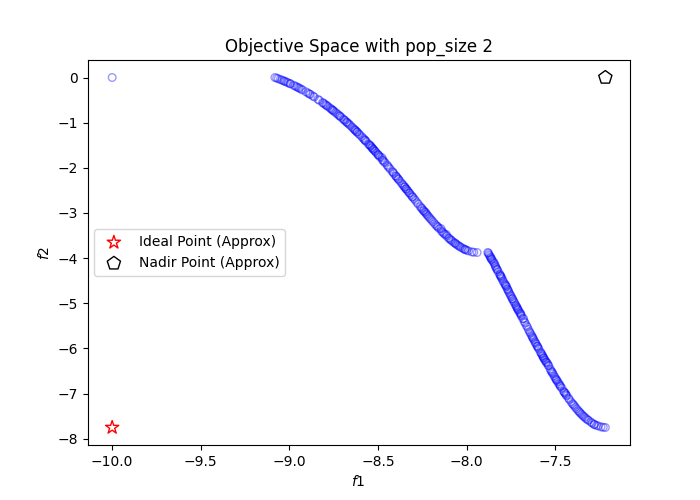 Objective Space with pop_size 2
0
−1
−2
−3
−4
−5
−6
−7
−8
f2
Ideal Point (Approx)
Nadir Point (Approx)
−10.0 −9.5 −9.0 −8.5 −8.0 −7.5
f1